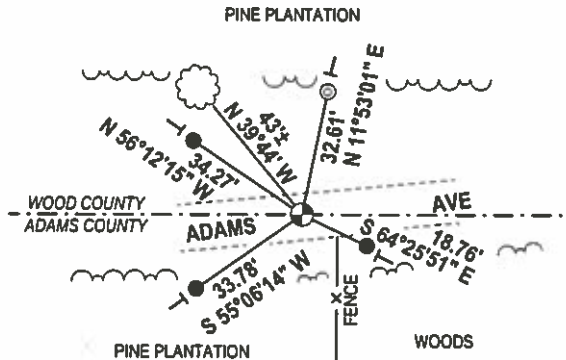 PINE PLANTATION
43'±
N 39°44' W
32.61'
N 11°53'01" E
34.27'
N 56°12'15" W
WOOD COUNTY
ADAMS COUNTY
ADAMS
AVE
18.76'
S 64°25'51" E
33.78'
S 55°06'14" W
X
FENCE
PINE PLANTATION
WOODS